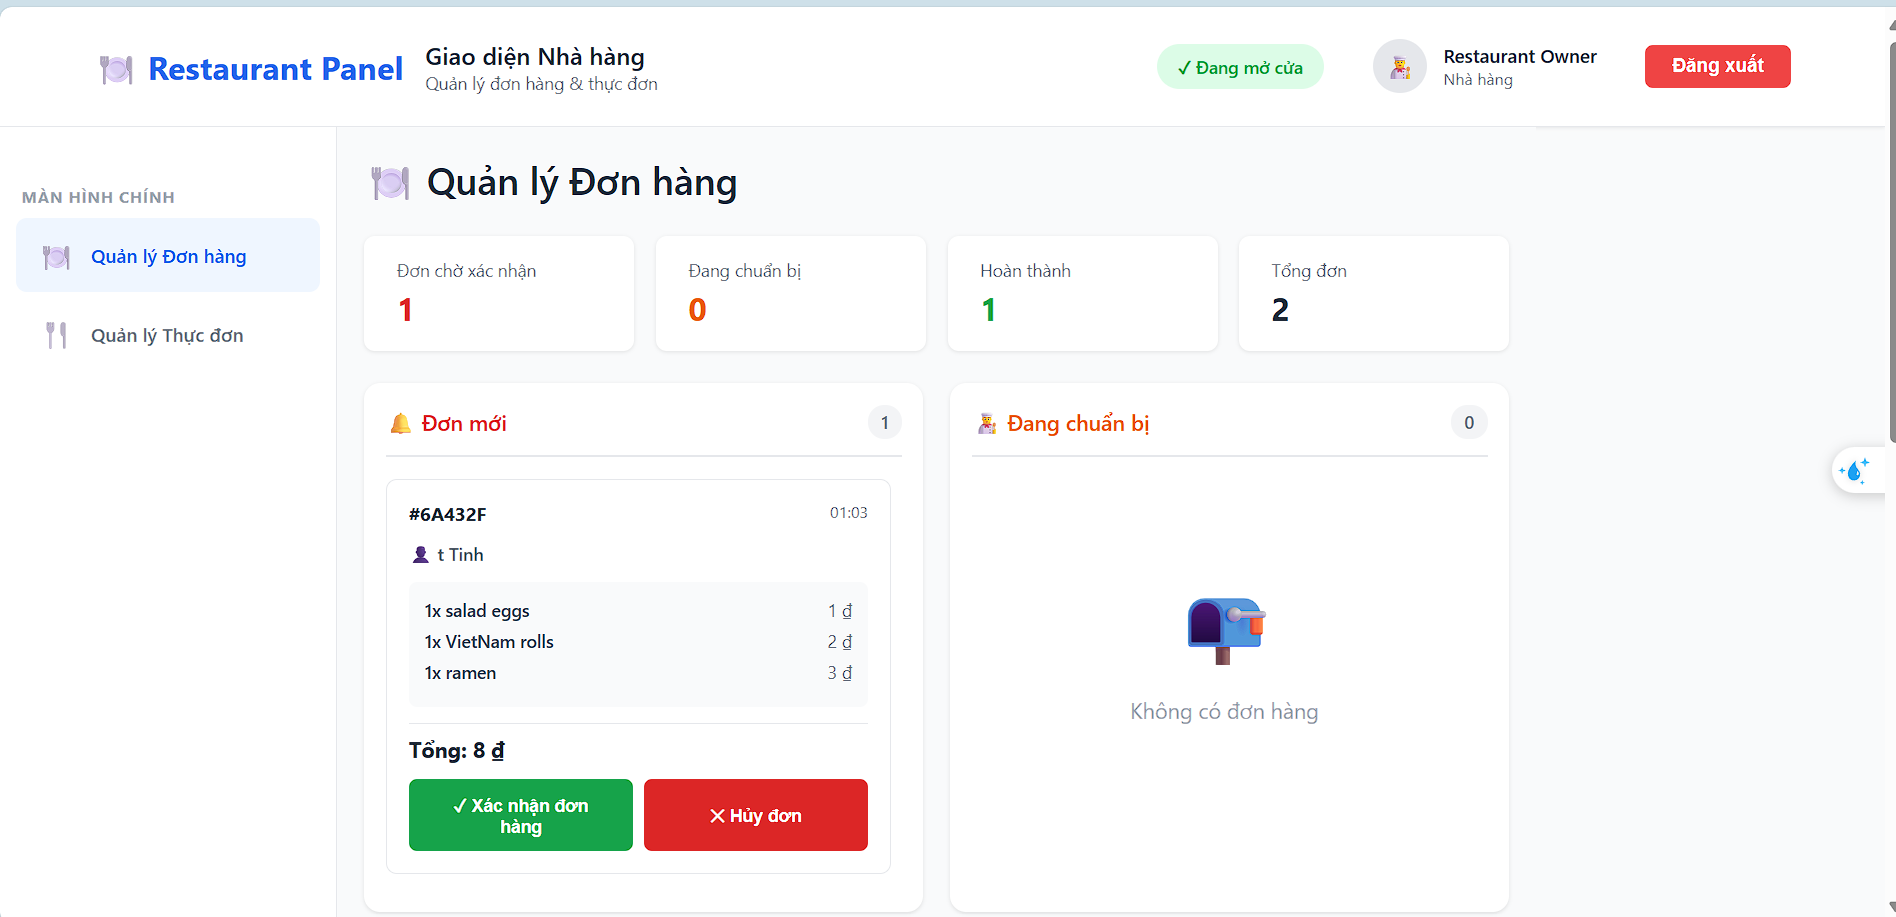 Restaurant Panel
Giao diện Nhà hàng
Quản lý đơn hàng & thực đơn
✓ Đang mở cửa
Restaurant Owner
Nhà hàng
Đăng xuất
MÀN HÌNH CHÍNH
Quản lý Đơn hàng
Quản lý Thực đơn
Quản lý Đơn hàng
Đơn chờ xác nhận
1
Đang chuẩn bị
0
Hoàn thành
1
Tổng đơn
2
Đơn mới
1
#6A432F
01:03
t Tinh
1x salad eggs 1 ₫
1x VietNam rolls 2 ₫
1x ramen 3 ₫
Tổng: 8 ₫
✓ Xác nhận đơn
hàng
✕ Hủy đơn
Đang chuẩn bị
0
Không có đơn hàng